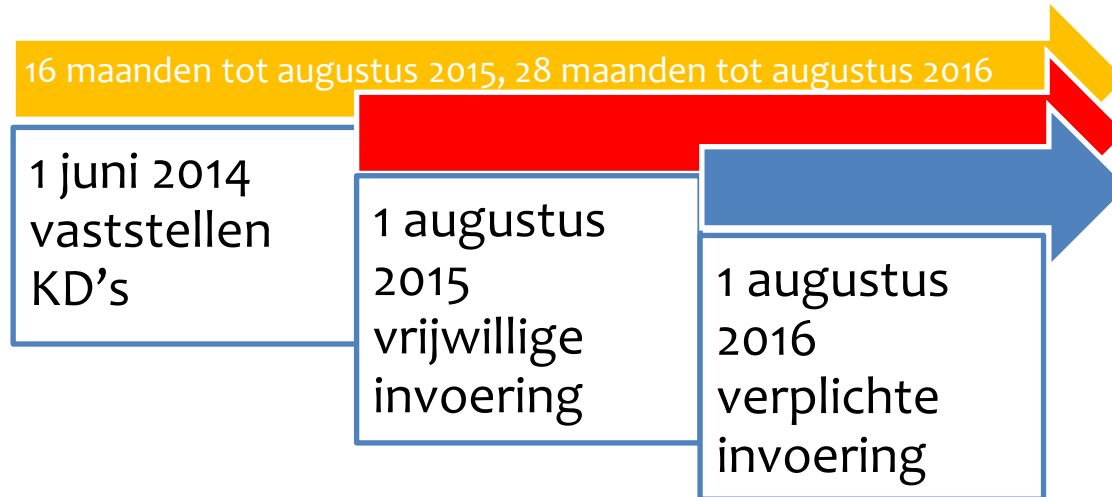 16 maanden tot augustus 2015, 28 maanden tot augustus 2016
1 juni 2014
vaststellen
KD’s
1 augustus
2015
vrijwillige
invoering
1 augustus
2016
verplichte
invoering